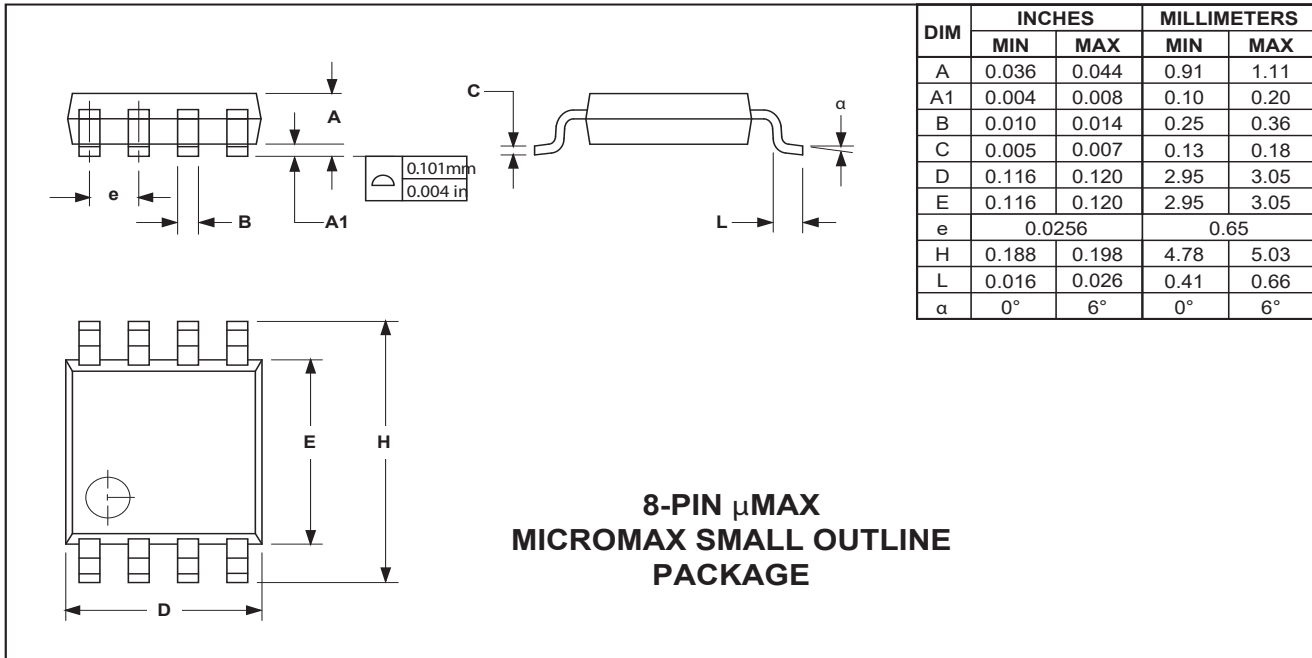 C
A
α
0.101mm
0.004 in
e
B
A1
L
E
H
D
8-PIN μMAX
MICROMAX SMALL OUTLINE
PACKAGE
DIM INCHES MILLIMETERS
MIN MAX MIN MAX
A 0.036 0.044 0.91 1.11
A1 0.004 0.008 0.10 0.20
B 0.010 0.014 0.25 0.36
C 0.005 0.007 0.13 0.18
D 0.116 0.120 2.95 3.05
E 0.116 0.120 2.95 3.05
e 0.0256 0.65
H 0.188 0.198 4.78 5.03
L 0.016 0.026 0.41 0.66
α 0° 6° 0° 6°